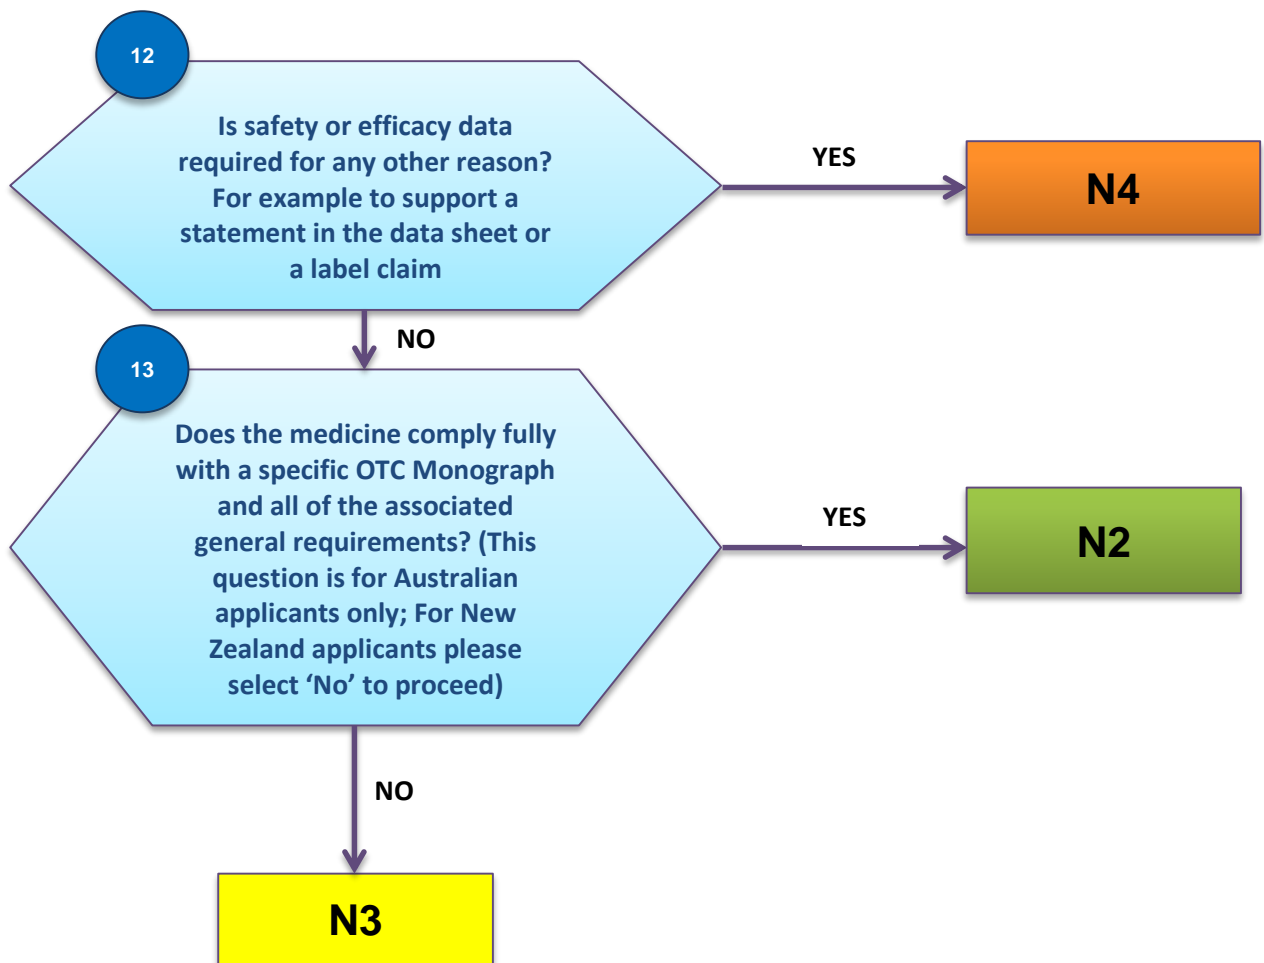 12
Is safety or efficacy data
required for any other reason?
For example to support a
statement in the data sheet or
a label claim
YES
N4
NO
13
Does the medicine comply fully
with a specific OTC Monograph
and all of the associated
general requirements? (This
question is for Australian
applicants only; For New
Zealand applicants please
select ‘No’ to proceed)
YES
N2
NO
N3